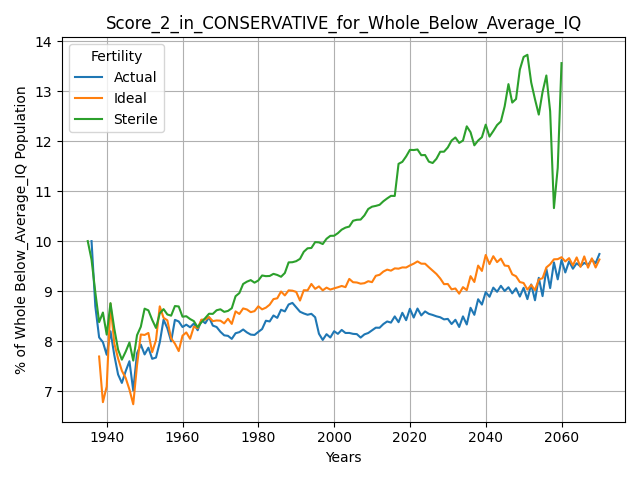 Score_2_in_CONSERVATIVE_for_Whole_Below_Average_IQ
Fertility
Actual
Ideal
Sterile
% of Whole Below_Average_IQ Population
14
13
12
11
10
9
8
7
1940
1960
1980
2000
2020
2040
2060
Years